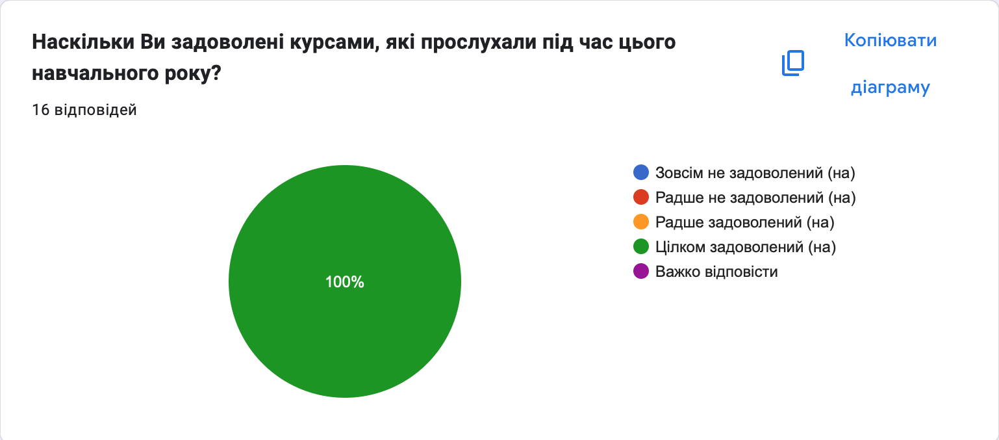 Наскільки Ви задоволені курсами, які прослухали під час цього
навчального року?
Копіювати
діаграму
16 відповідей
100%
Зовсім не задоволений (на)
Радше не задоволений (на)
Радше задоволений (на)
Цілком задоволений (на)
Важко відповісти